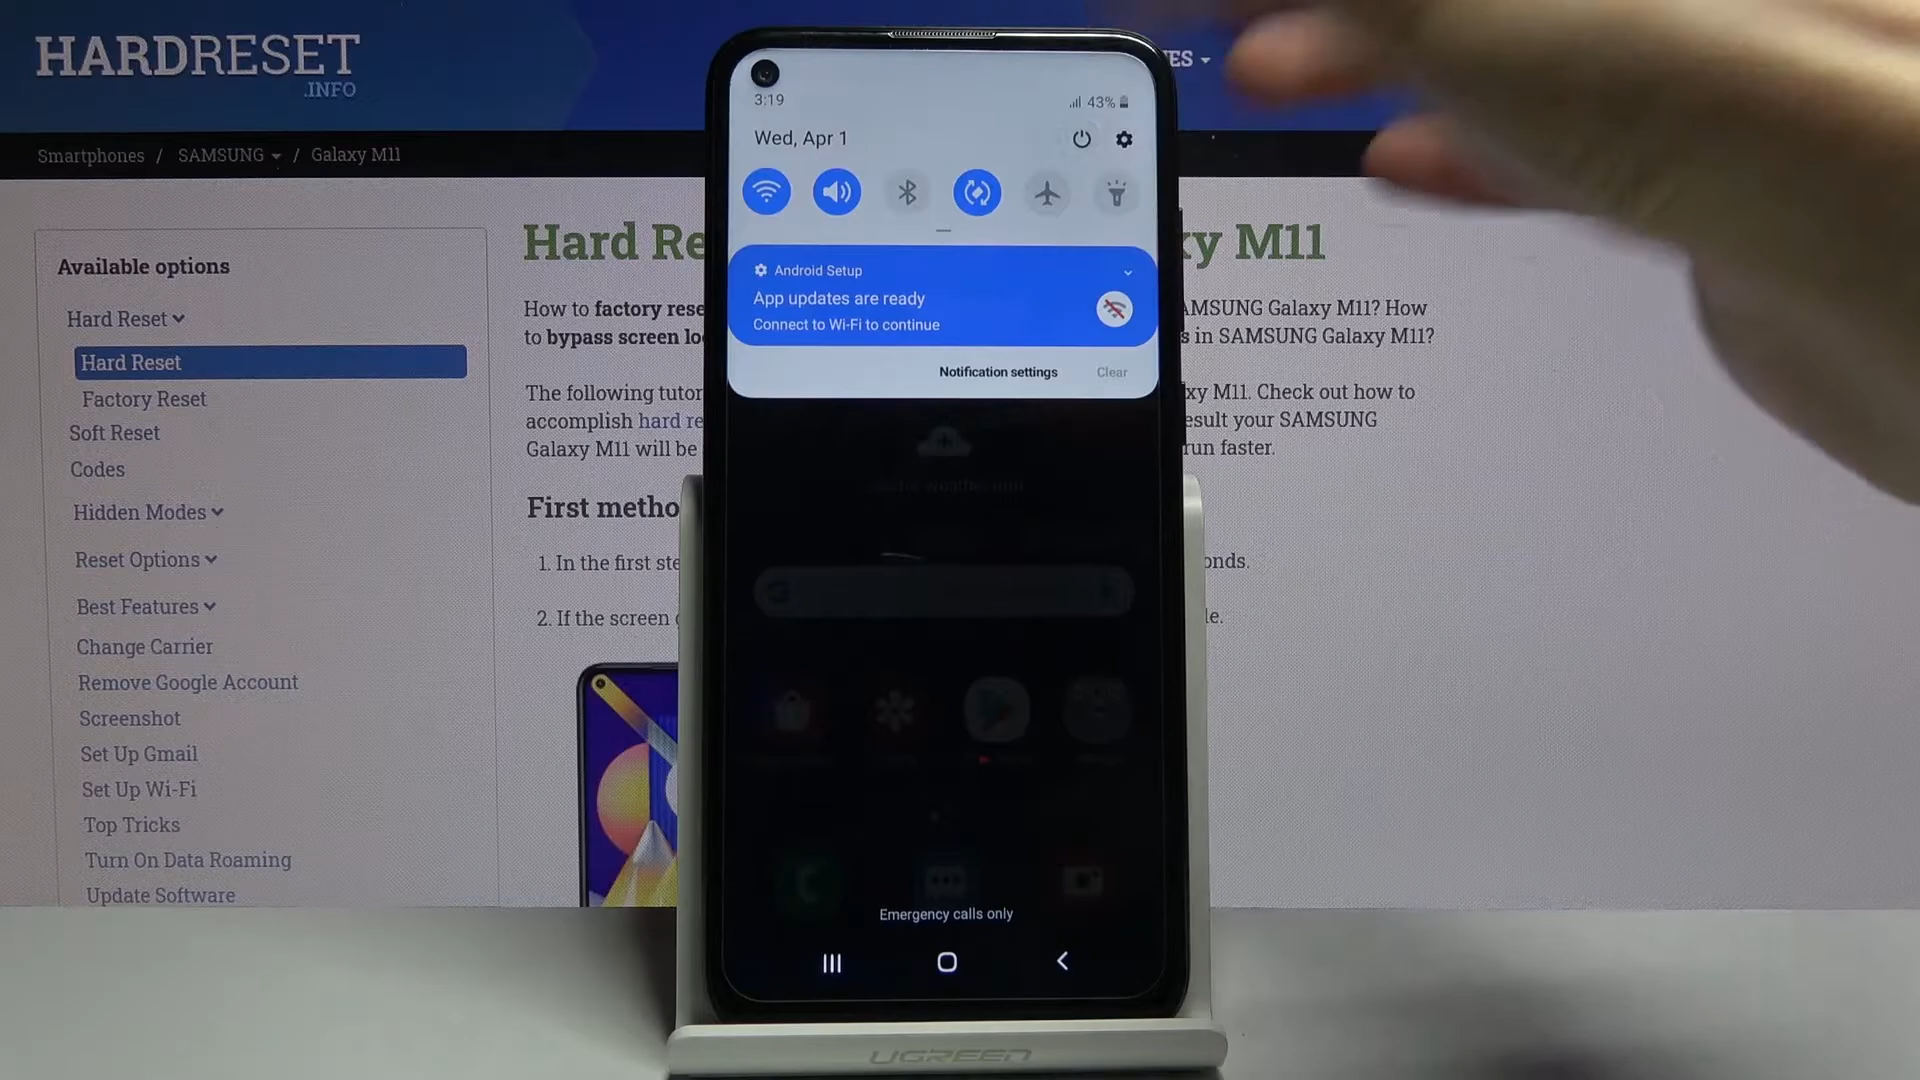 HARDRESET
.INFO
ES
Smartphones / SAMSUNG / Galaxy M11
Available options
Hard Reset
Hard Reset
Factory Reset
Soft Reset
Codes
Hidden Modes
Reset Options
Best Features
Change Carrier
Remove Google Account
Screenshot
Set Up Gmail
Set Up Wi-Fi
Top Tricks
Turn On Data Roaming
Update Software
Hard Re
xy M11
How to factory rese
AMSUNG Galaxy M11? How
to bypass screen lo
s in SAMSUNG Galaxy M11?
The following tutor
xy M11. Check out how to
accomplish hard re
esult your SAMSUNG
Galaxy M11 will be
run faster.
First metho
1. In the first ste
onds.
2. If the screen
le.
3:19
43%
Wed, Apr 1
Android Setup
App updates are ready
Connect to Wi-Fi to continue
Notification settings
Clear
Emergency calls only
UGREEN